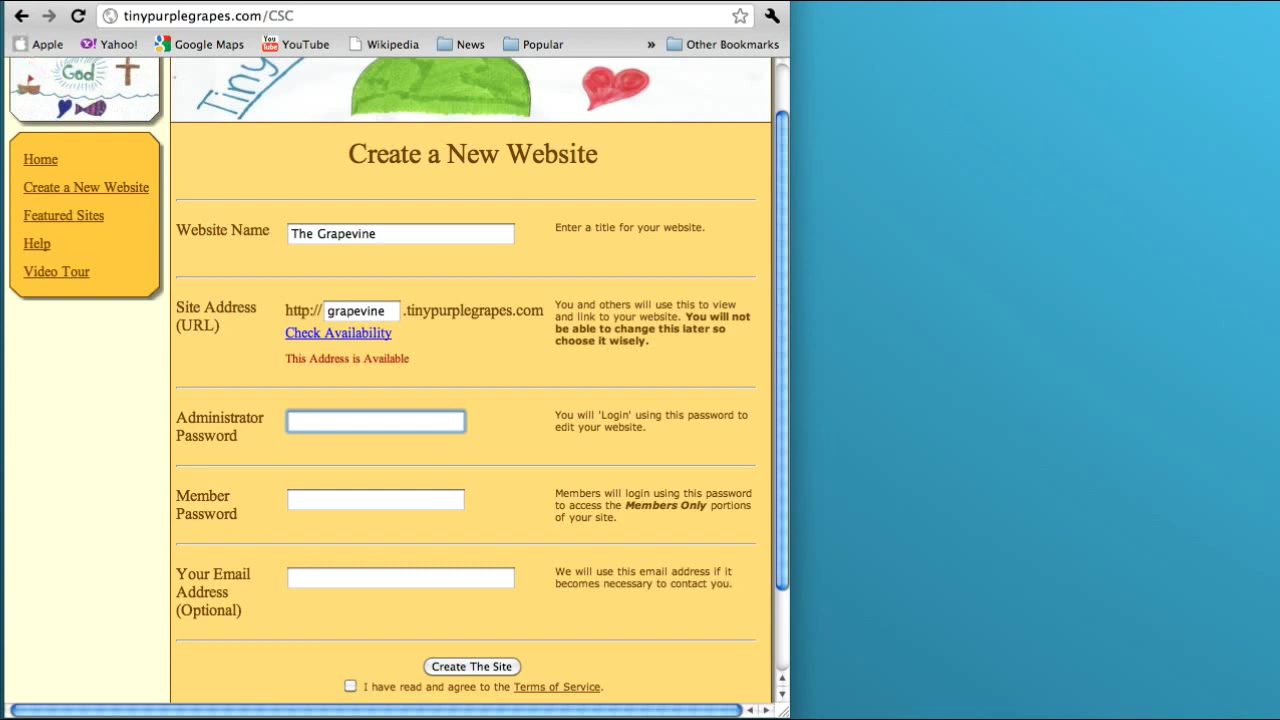 tinypurplegrapes.com/CSC
Apple Yahoo! Google Maps YouTube Wikipedia News Popular » Other Bookmarks
God
Tiny
Home
Create a New Website
Featured Sites
Help
Video Tour
Create a New Website
Website Name
The Grapevine
Enter a title for your website.
Site Address
(URL)
http:// grapevine .tinypurplegrapes.com
Check Availability
This Address is Available
You and others will use this to view
and link to your website. You will not
be able to change this later so
choose it wisely.
Administrator
Password
You will 'Login' using this password to
edit your website.
Member
Password
Members will login using this password
to access the Members Only portions
of your site.
Your Email
Address
(Optional)
We will use this email address if it
becomes necessary to contact you.
Create The Site
I have read and agree to the Terms of Service.